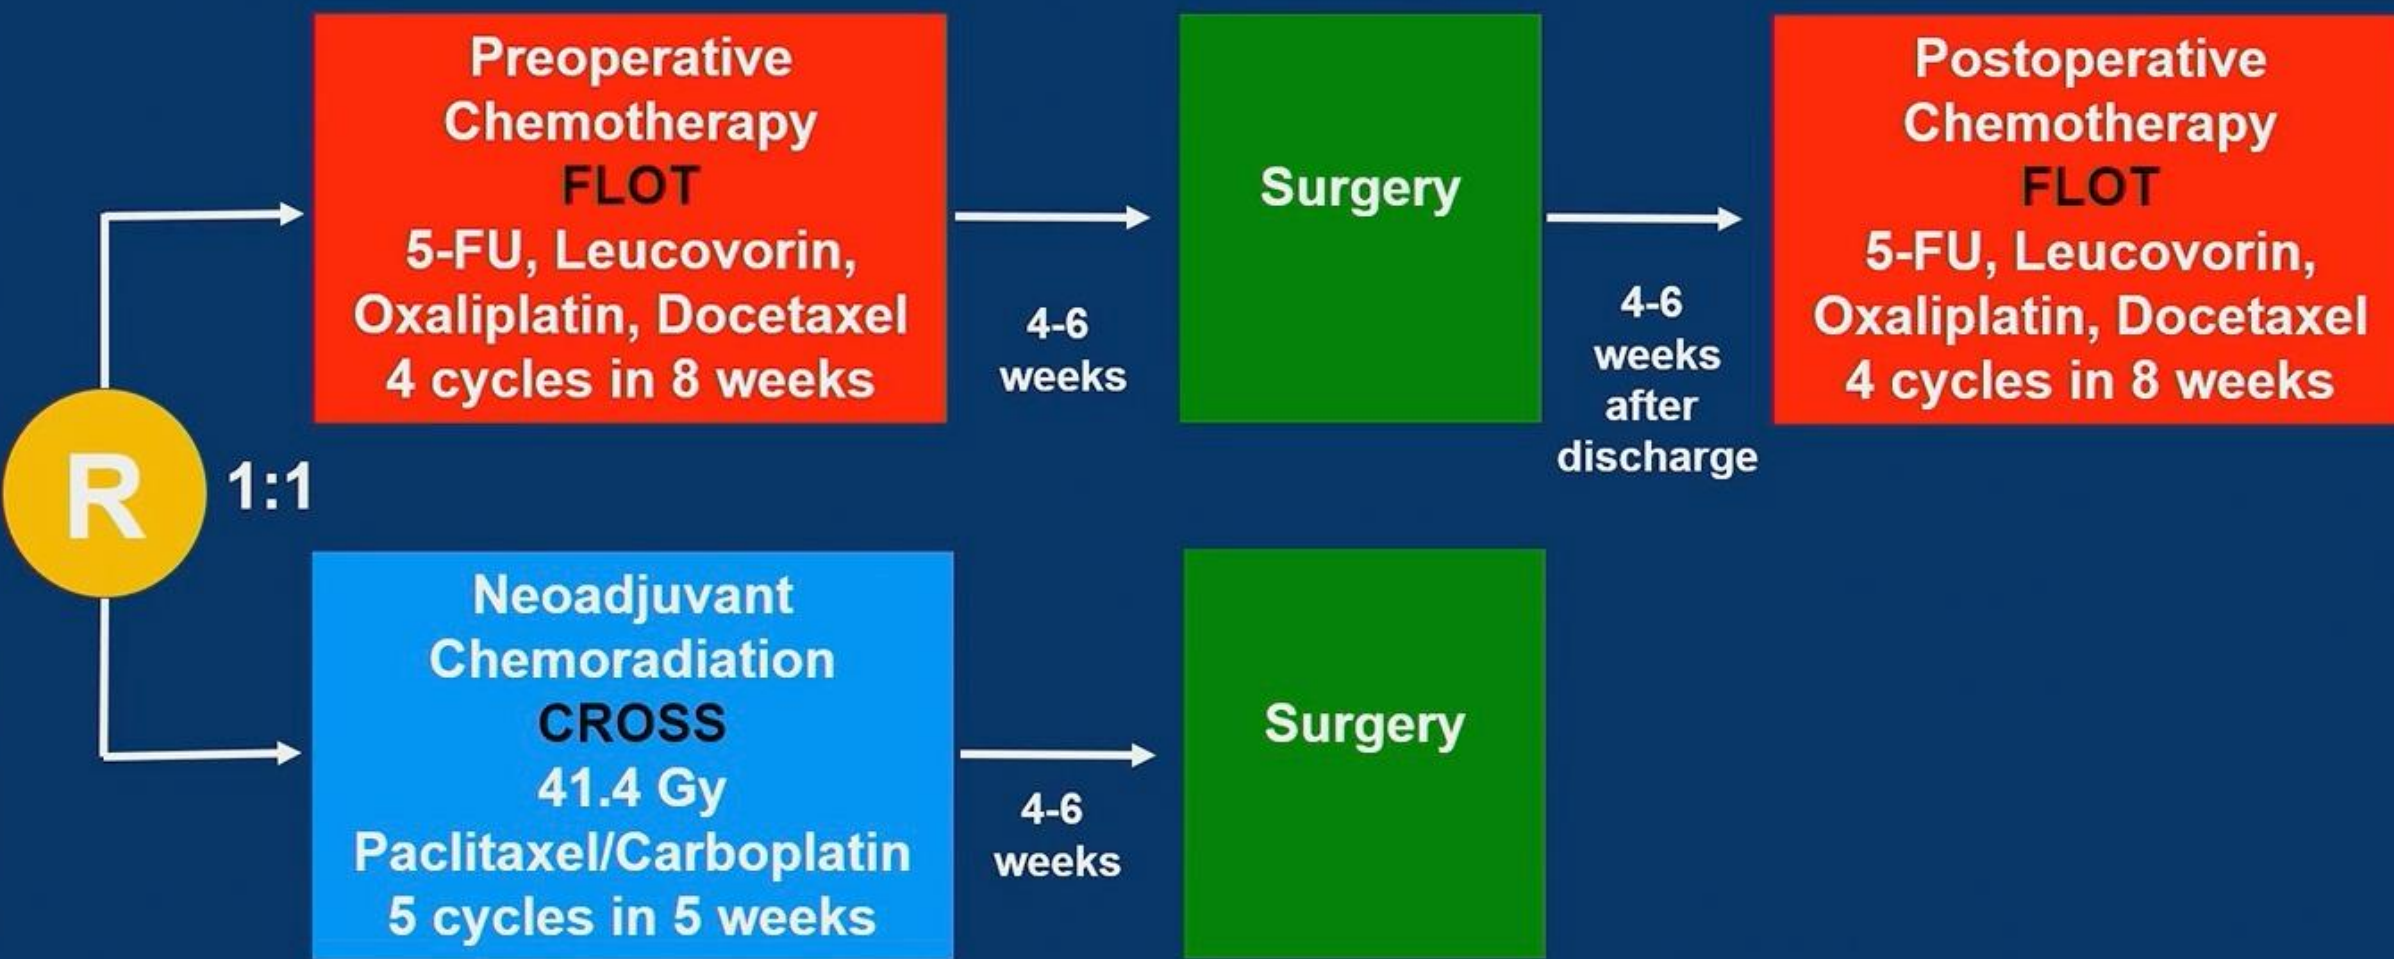 Preoperative
Chemotherapy
FLOT
5-FU, Leucovorin,
Oxaliplatin, Docetaxel
4 cycles in 8 weeks
4-6
weeks
Surgery
4-6
weeks
after
discharge
Postoperative
Chemotherapy
FLOT
5-FU, Leucovorin,
Oxaliplatin, Docetaxel
4 cycles in 8 weeks
R
1:1
Neoadjuvant
Chemoradiation
CROSS
41.4 Gy
Paclitaxel/Carboplatin
5 cycles in 5 weeks
4-6
weeks
Surgery